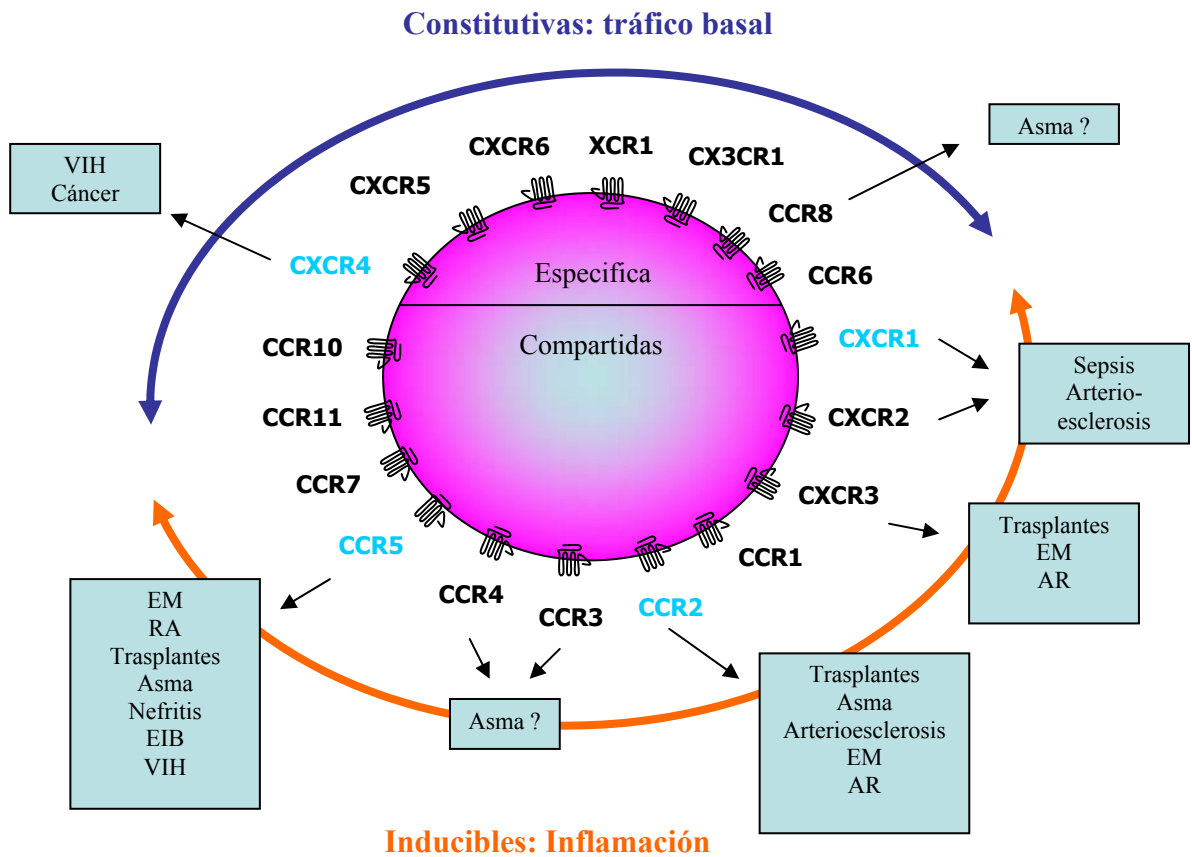 Constitutivas: tráfico basal
Asma ?
VIH
Cáncer
CXCR6
XCR1
CX3CR1
CXCR5
CCR8
CXCR4
CCR6
Especifica
Compartidas
CXCR1
CCR10
Sepsis
Arterio-
esclerosis
CCR11
CXCR2
CCR7
CXCR3
Trasplantes
EM
AR
CCR5
CCR1
CCR4
CCR3
CCR2
EM
RA
Trasplantes
Asma
Nefritis
EIB
VIH
Asma ?
Trasplantes
Asma
Arterioesclerosis
EM
AR
Inducibles: Inflamación